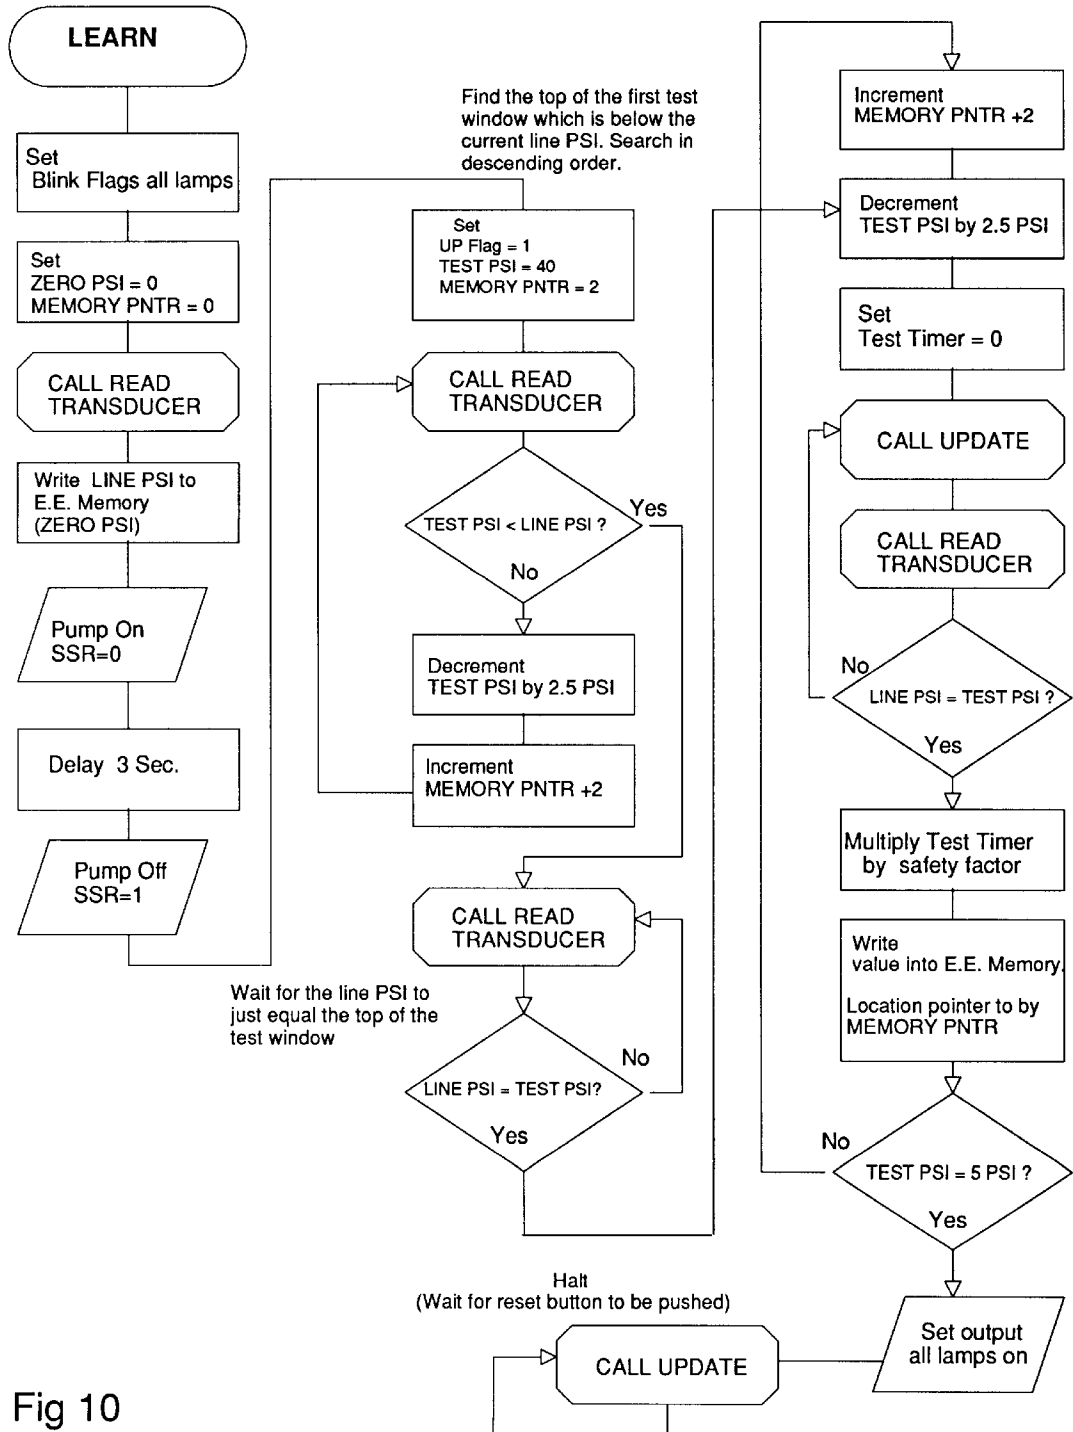 LEARN
Set
Blink Flags all lamps
Set
ZERO PSI = 0
MEMORY PNTR = 0
CALL READ
TRANSDUCER
Write LINE PSI to
E.E. Memory
(ZERO PSI)
Pump On
SSR=0
Delay 3 Sec.
Pump Off
SSR=1
Find the top of the first test
window which is below the
current line PSI. Search in
descending order.
Set
UP Flag = 1
TEST PSI = 40
MEMORY PNTR = 2
CALL READ
TRANSDUCER
TEST PSI < LINE PSI ?
Yes
No
Decrement
TEST PSI by 2.5 PSI
Increment
MEMORY PNTR +2
CALL READ
TRANSDUCER
Wait for the line PSI to
just equal the top of the
test window
No
LINE PSI = TEST PSI?
Yes
Increment
MEMORY PNTR +2
Decrement
TEST PSI by 2.5 PSI
Set
Test Timer = 0
CALL UPDATE
CALL READ
TRANSDUCER
No
LINE PSI = TEST PSI ?
Yes
Multiply Test Timer
by safety factor
Write
value into E.E. Memory.
Location pointer to by
MEMORY PNTR
No
TEST PSI = 5 PSI ?
Yes
Set output
all lamps on
Halt
(Wait for reset button to be pushed)
CALL UPDATE
Fig 10